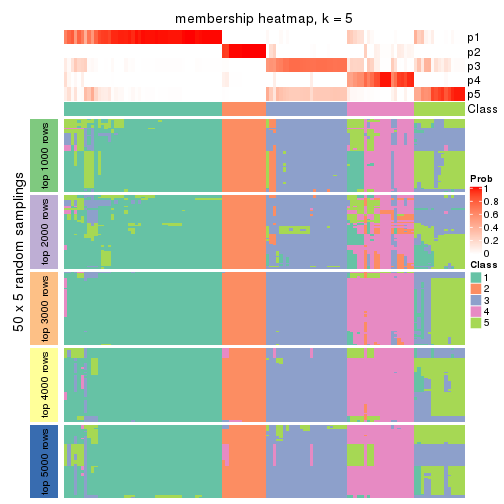 membership heatmap, k = 5
p1
p2
p3
p4
p5
Class
50 x 5 random samplings
top 1000 rows
top 2000 rows
top 3000 rows
top 4000 rows
top 5000 rows
Prob
1
0.8
0.6
0.4
0.2
0
Class
1
2
3
4
5